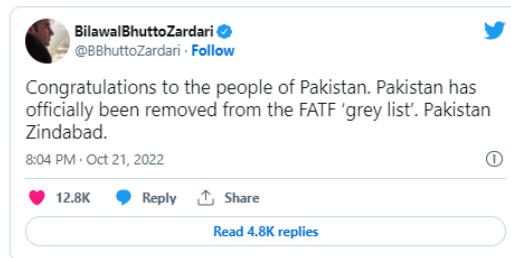 BilawalBhuttoZardari
@BBhuttoZardari · Follow
Congratulations to the people of Pakistan. Pakistan has
officially been removed from the FATF ‘grey list’. Pakistan
Zindabad.
8:04 PM · Oct 21, 2022
12.8K Reply Share
Read 4.8K replies